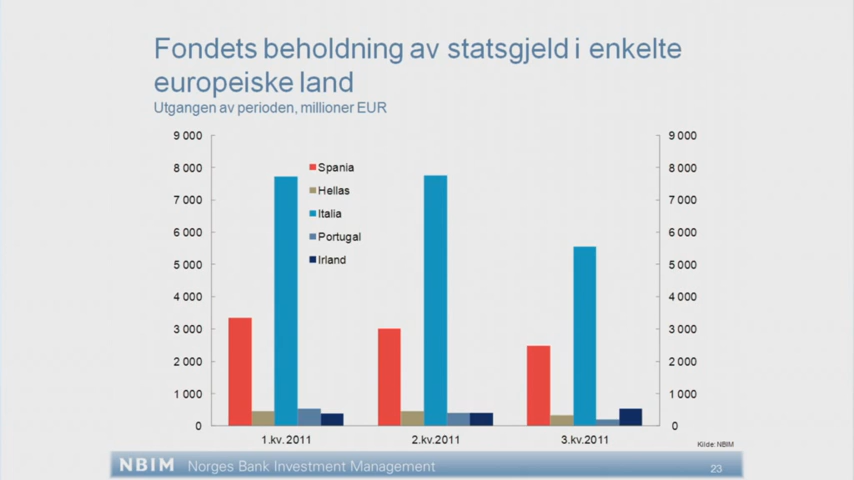 Fondets beholdning av statsgjeld i enkelte
europeiske land
Utgangen av perioden, millioner EUR
9 000 9 000
8 000 8 000
7 000 7 000
6 000 6 000
5 000 5 000
4 000 4 000
3 000 3 000
2 000 2 000
1 000 1 000
0 0
Spania
Hellas
Italia
Portugal
Irland
1.kv.2011 2.kv.2011 3.kv.2011
Kilde: NBIM
NBIM Norges Bank Investment Management 23